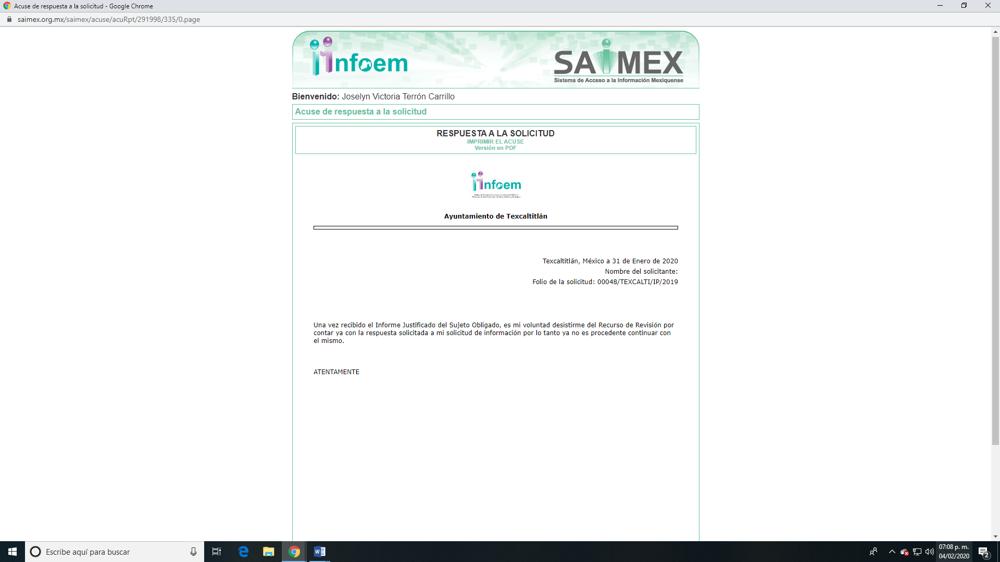 Acuse de respuesta a la solicitud - Google Chrome
saimex.org.mx/saimex/acuse/acuRpt/291998/335/0.page
infoem
SAIMEX
Sistema de Acceso a la Información Mexiquense
Bienvenido: Joselyn Victoria Terrón Carrillo
Acuse de respuesta a la solicitud
RESPUESTA A LA SOLICITUD
IMPRIMIR EL ACUSE
Versión en PDF
infoem
Ayuntamiento de Texcaltitlán
Texcaltitlán, México a 31 de Enero de 2020
Nombre del solicitante:
Folio de la solicitud: 00048/TEXCALTI/IP/2019
Una vez recibido el Informe Justificado del Sujeto Obligado, es mi voluntad desistirme del Recurso de Revisión por
contar ya con la respuesta solicitada a mi solicitud de información por lo tanto ya no es procedente continuar con
el mismo.
ATENTAMENTE
Escribe aquí para buscar
07:08 p. m.
04/02/2020
2